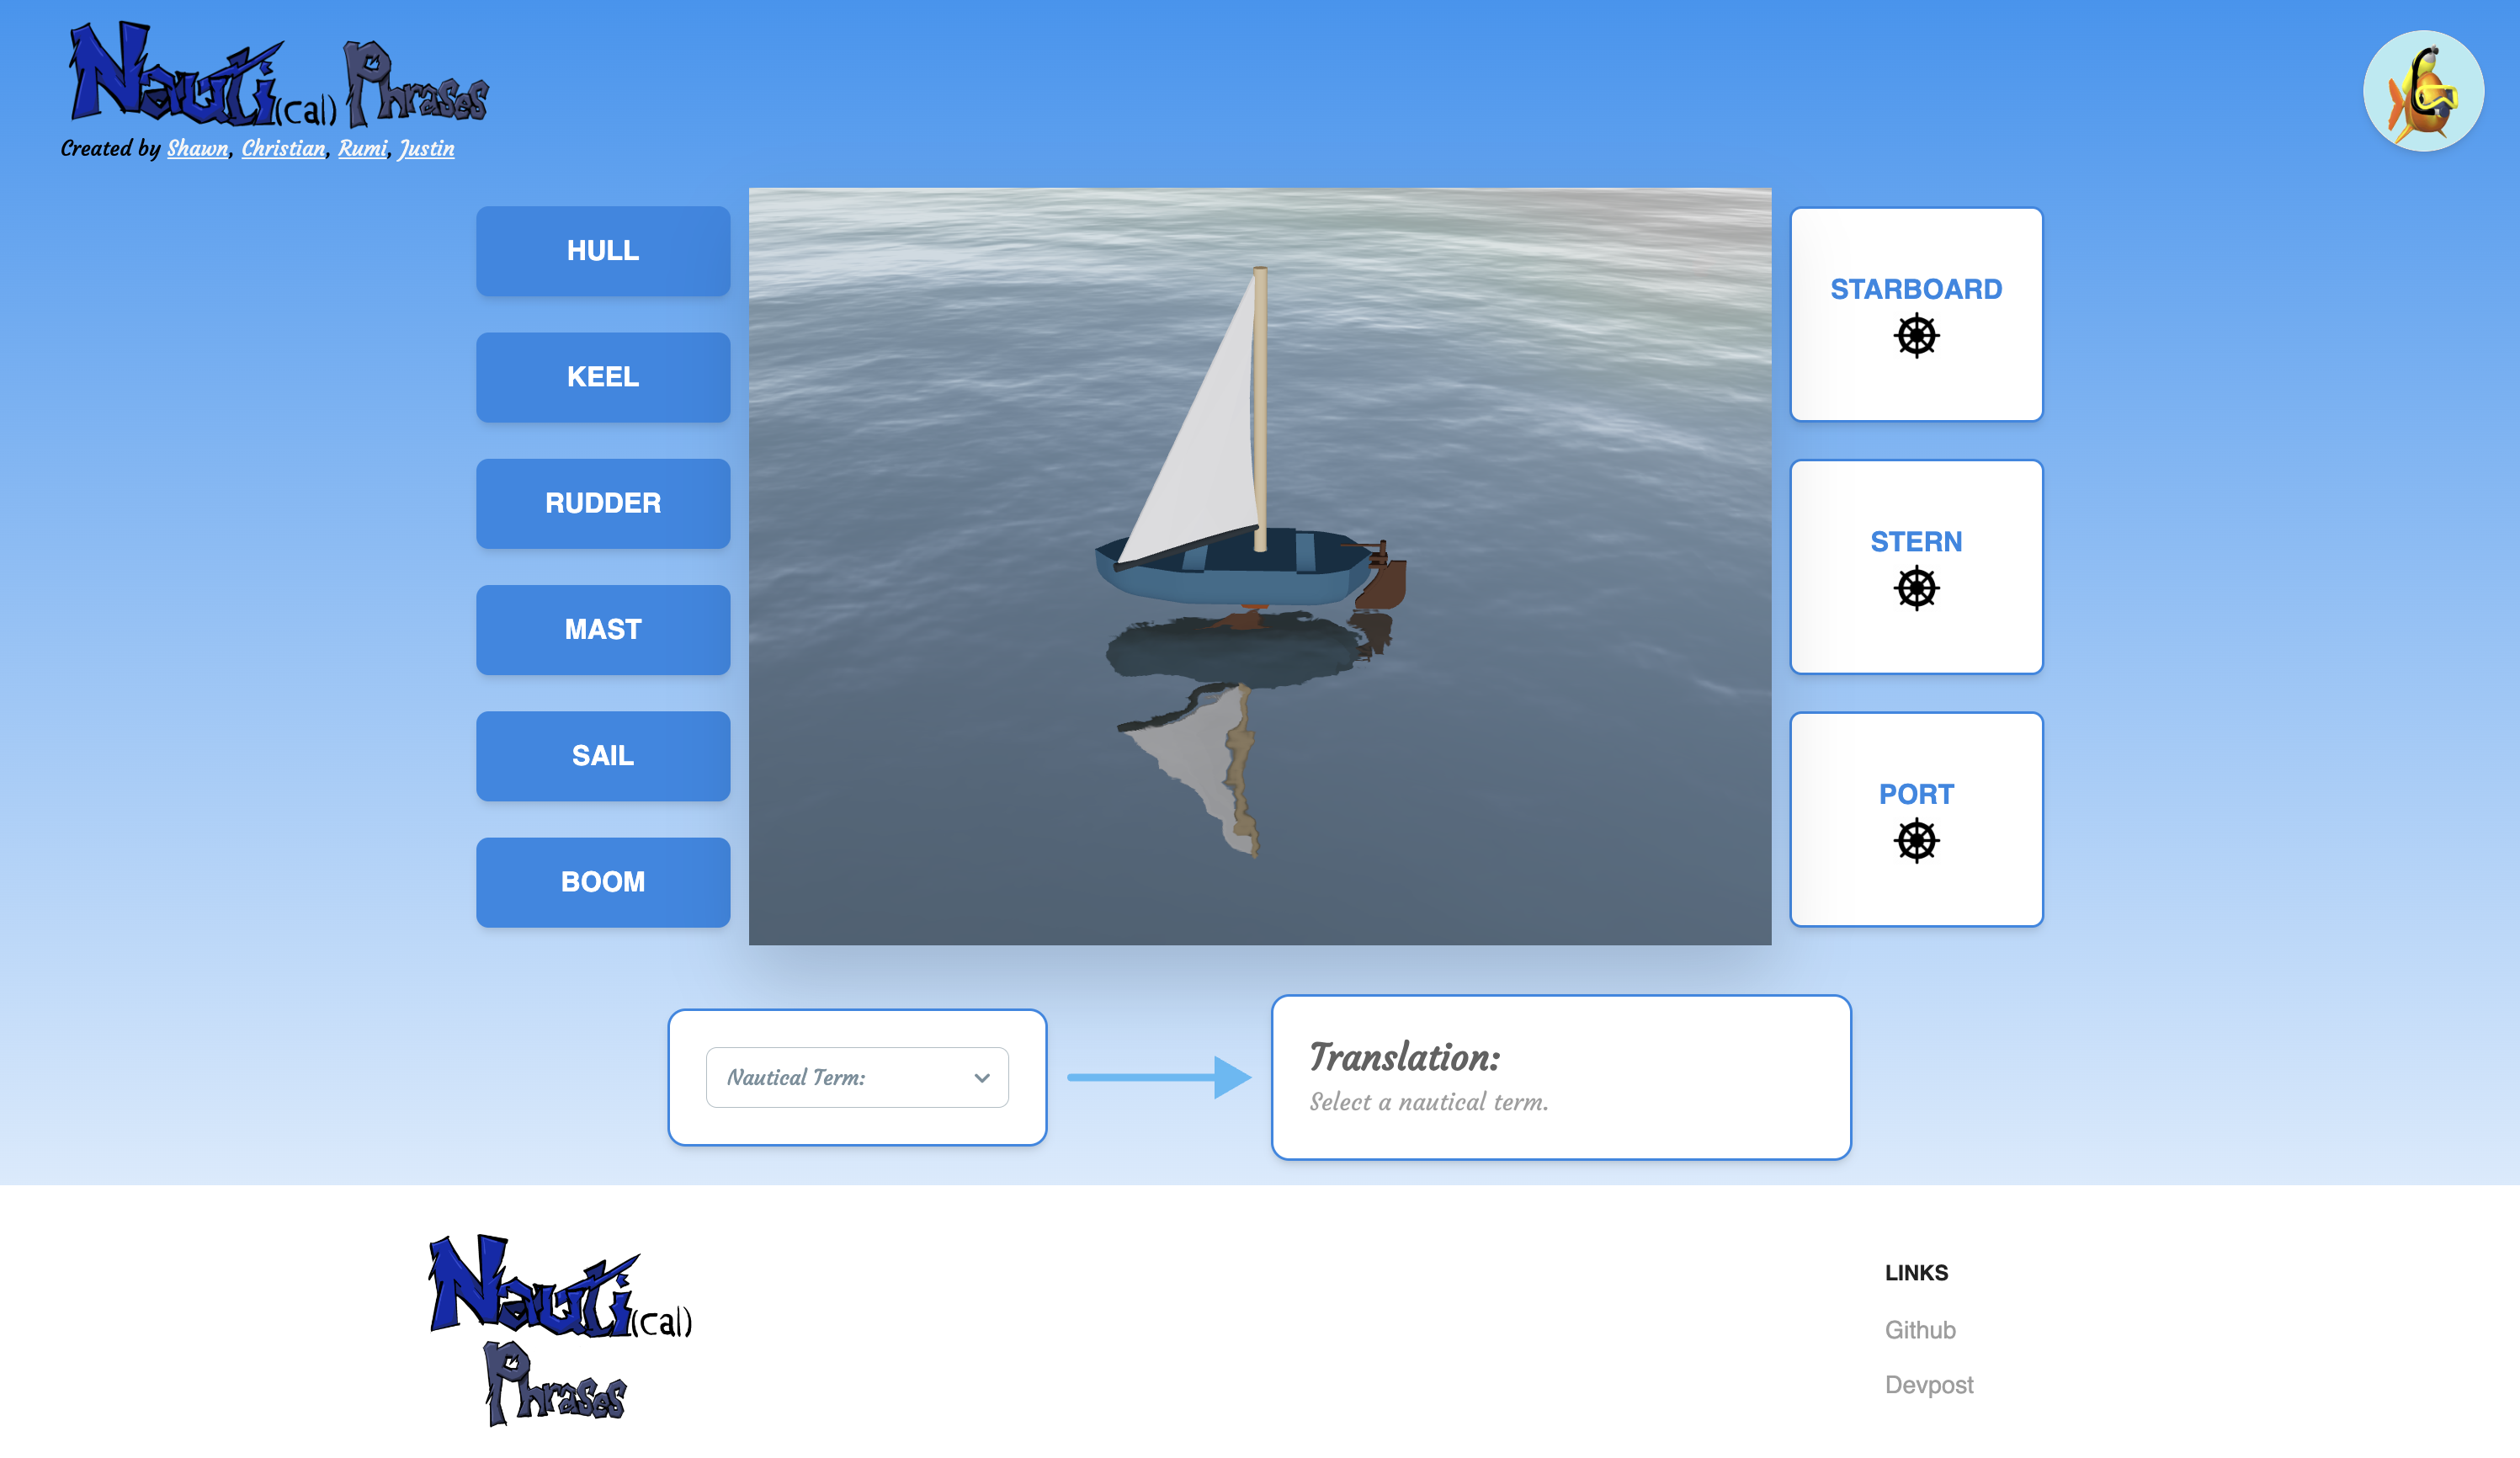 Nauti(cal) Phrases
Created by Shawn, Christian, Rumi, Justin
HULL
KEEL
RUDDER
MAST
SAIL
BOOM
STARBOARD
STERN
PORT
Nautical Term:
Translation:
Select a nautical term.
Nauti(cal)
Phrases
LINKS
Github
Devpost